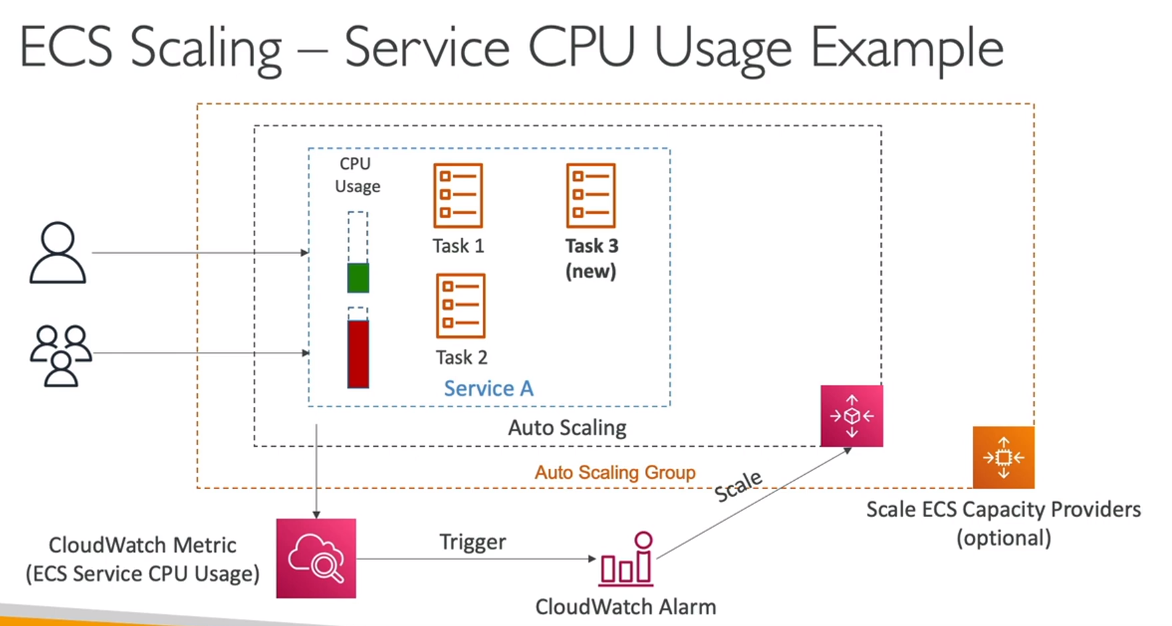 ECS Scaling – Service CPU Usage Example
CPU
Usage
Task 1
Task 3
(new)
Task 2
Service A
Auto Scaling
Auto Scaling Group
Scale
Scale ECS Capacity Providers
(optional)
CloudWatch Metric
(ECS Service CPU Usage)
Trigger
CloudWatch Alarm